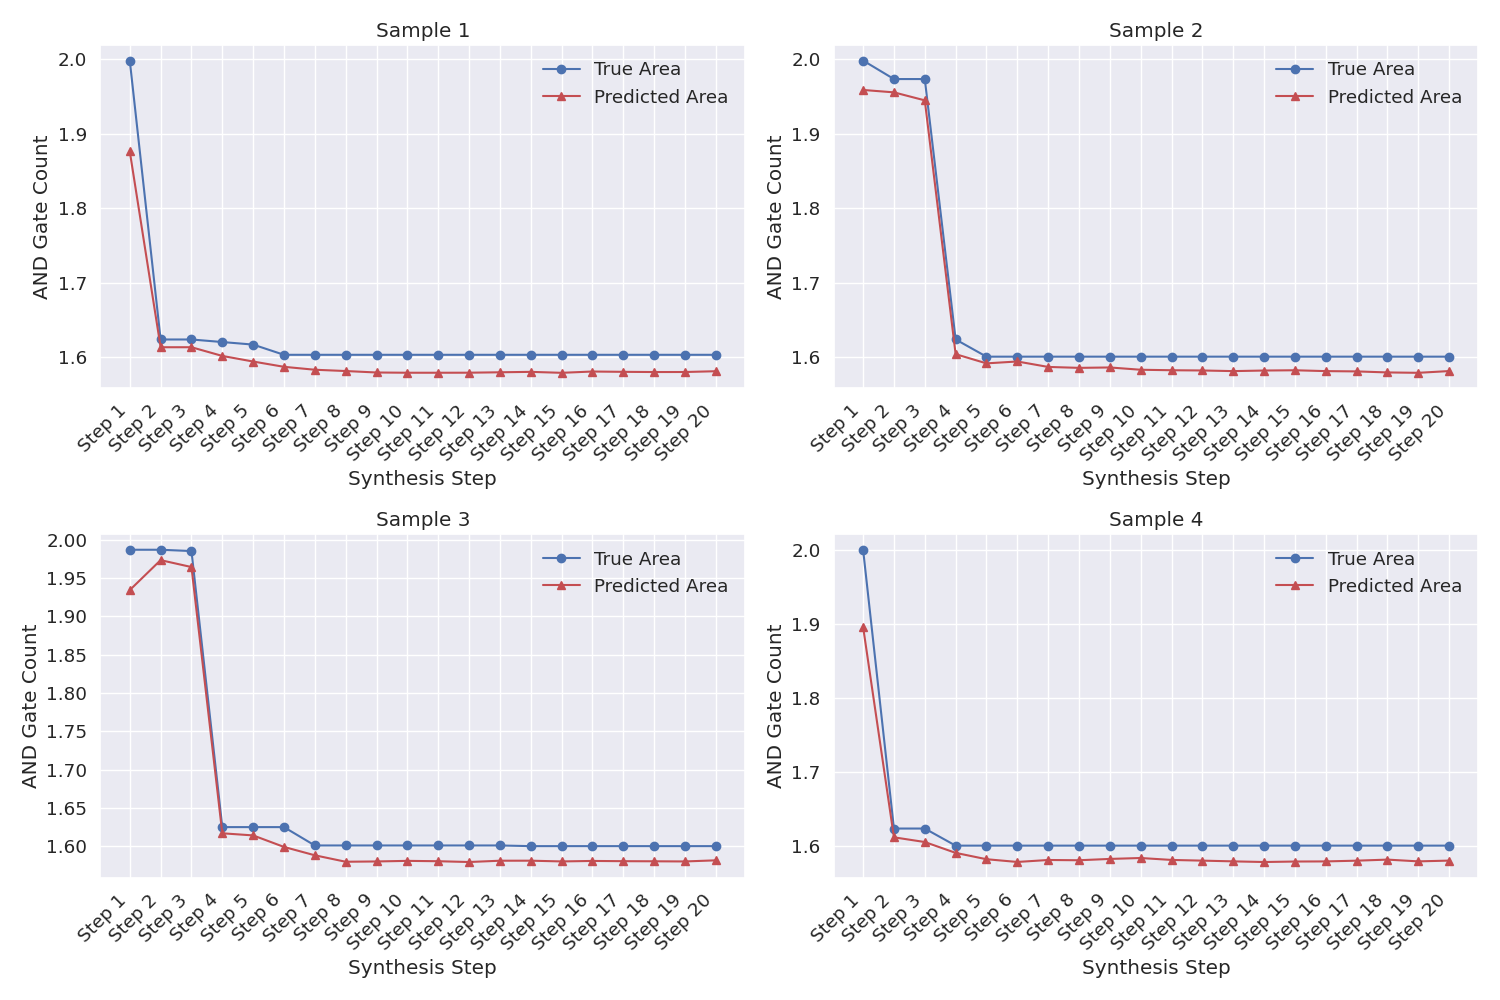 Sample 1
True Area
Predicted Area
AND Gate Count
2.0
1.9
1.8
1.7
1.6
Step 1
Step 2
Step 3
Step 4
Step 5
Step 6
Step 7
Step 8
Step 9
Step 10
Step 11
Step 12
Step 13
Step 14
Step 15
Step 16
Step 17
Step 18
Step 19
Step 20
Synthesis Step
Sample 2
True Area
Predicted Area
AND Gate Count
2.0
1.9
1.8
1.7
1.6
Step 1
Step 2
Step 3
Step 4
Step 5
Step 6
Step 7
Step 8
Step 9
Step 10
Step 11
Step 12
Step 13
Step 14
Step 15
Step 16
Step 17
Step 18
Step 19
Step 20
Synthesis Step
Sample 3
True Area
Predicted Area
AND Gate Count
2.00
1.95
1.90
1.85
1.80
1.75
1.70
1.65
1.60
Step 1
Step 2
Step 3
Step 4
Step 5
Step 6
Step 7
Step 8
Step 9
Step 10
Step 11
Step 12
Step 13
Step 14
Step 15
Step 16
Step 17
Step 18
Step 19
Step 20
Synthesis Step
Sample 4
True Area
Predicted Area
AND Gate Count
2.0
1.9
1.8
1.7
1.6
Step 1
Step 2
Step 3
Step 4
Step 5
Step 6
Step 7
Step 8
Step 9
Step 10
Step 11
Step 12
Step 13
Step 14
Step 15
Step 16
Step 17
Step 18
Step 19
Step 20
Synthesis Step